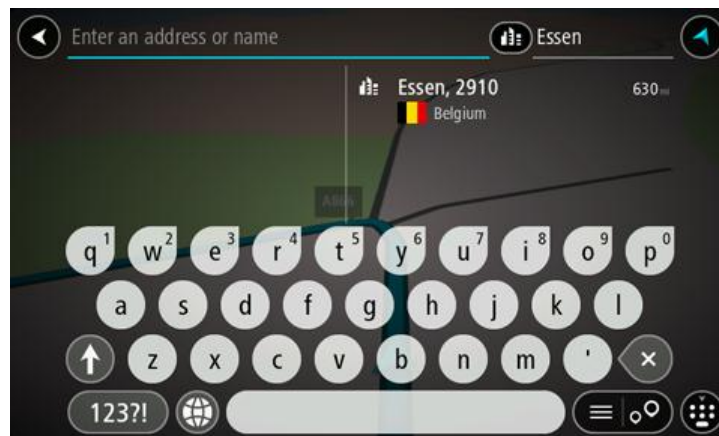 Enter an address or name
Essen
Essen, 2910
630 mi
Belgium
q1 w2 e3 r4 t5 y6 u7 i8 o9 p0
a s d f g h j k l
z x c v b n m '
123?!